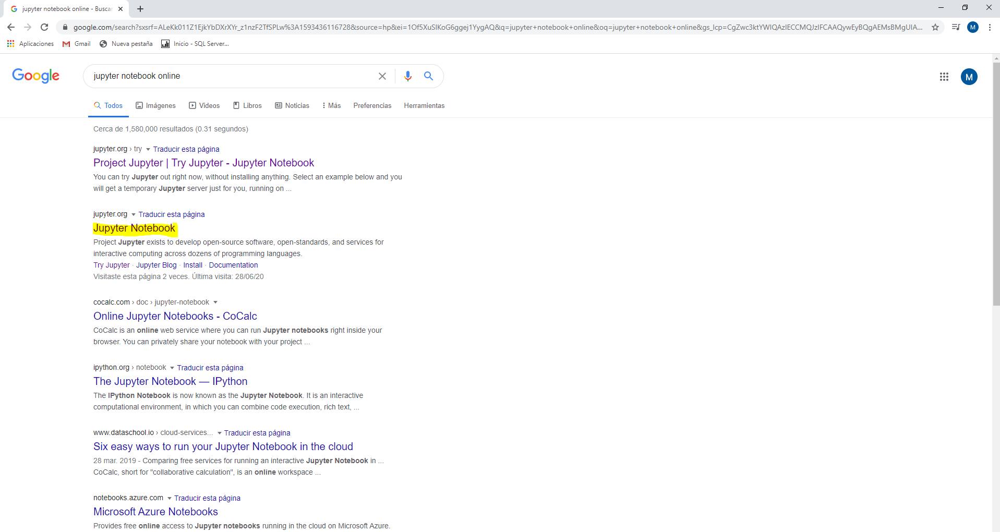 jupyter notebook online - Buscar
google.com/search?sxsrf=ALeKk011Z1EjkYbDXrXYr_z1nzF2TfSPLw%3A1593436116728&source=hp&ei=1Of5XuSlKoG6ggej1YygAQ&q=jupyter+notebook+online&oq=jupyter+notebook+online&gs_lcp=CgZwc3ktYWIQAzIECCMQJzIFCAAQywEyBQgAEMsBMgUIA...
M
Aplicaciones Gmail Nueva pestaña Inicio - SQL Server...
Google
jupyter notebook online
M
Todos Imágenes Videos Libros Noticias Más Preferencias Herramientas
Cerca de 1,580,000 resultados (0.31 segundos)
jupyter.org › try Traducir esta página
Project Jupyter | Try Jupyter - Jupyter Notebook
You can try Jupyter out right now, without installing anything. Select an example below and you
will get a temporary Jupyter server just for you, running on ...
jupyter.org Traducir esta página
Jupyter Notebook
Project Jupyter exists to develop open-source software, open-standards, and services for
interactive computing across dozens of programming languages.
Try Jupyter · Jupyter Blog · Install · Documentation
Visitaste esta página 2 veces. Última visita: 28/06/20
cocalc.com › doc › jupyter-notebook
Online Jupyter Notebooks - CoCalc
CoCalc is an online web service where you can run Jupyter notebooks right inside your
browser. You can privately share your notebook with your project ...
ipython.org › notebook Traducir esta página
The Jupyter Notebook — IPython
The IPython Notebook is now known as the Jupyter Notebook. It is an interactive
computational environment, in which you can combine code execution, rich text, ...
www.dataschool.io › cloud-services... Traducir esta página
Six easy ways to run your Jupyter Notebook in the cloud
28 mar. 2019 - Comparing free services for running an interactive Jupyter Notebook in ...
CoCalc, short for "collaborative calculation", is an online workspace ...
notebooks.azure.com Traducir esta página
Microsoft Azure Notebooks
Provides free online access to Jupyter notebooks running in the cloud on Microsoft Azure.